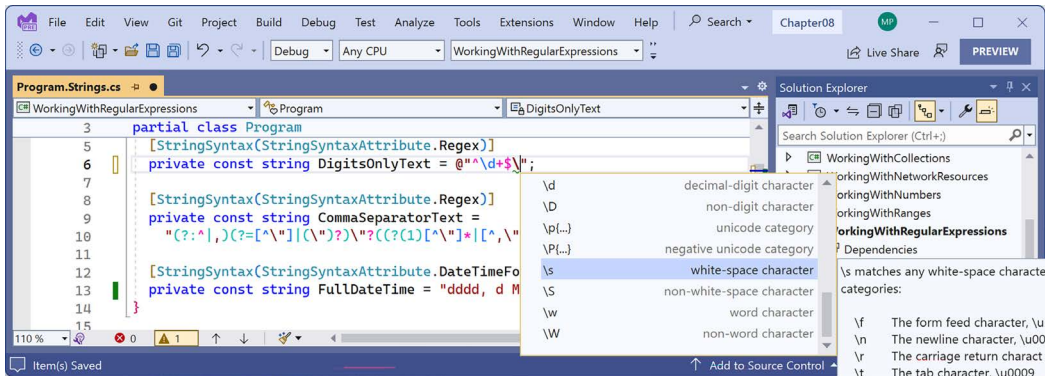 File Edit View Git Project Build Debug Test Analyze Tools Extensions Window Help Search Chapter08 MP
PRE
Debug Any CPU WorkingWithRegularExpressions Live Share PREVIEW
Program.Strings.cs
WorkingWithRegularExpressions Program DigitsOnlyText
3 partial class Program
5 [StringSyntax(StringSyntaxAttribute.Regex)]
6 private const string DigitsOnlyText = @"^\d+$\";
7
8 [StringSyntax(StringSyntaxAttribute.Regex)]
9 private const string CommaSeparatorText =
10 "(?:^|,)(?=[^\"]|(\")?)\"?((?(1)[^\"]*|[^,\"
11
12 [StringSyntax(StringSyntaxAttribute.DateTimeFo
13 private const string FullDateTime = "dddd, d M
14 }
15
\d decimal-digit character
\D non-digit character
\p{...} unicode category
\P{...} negative unicode category
\s white-space character
\S non-white-space character
\w word character
\W non-word character
Solution Explorer
Search Solution Explorer (Ctrl+;)
C# WorkingWithCollections
orkingWithNetworkResources
orkingWithNumbers
orkingWithRanges
orkingWithRegularExpressions
Dependencies
\s matches any white-space characte
categories:
\f The form feed character, \u
\n The newline character, \u00
\r The carriage return charact
\t The tab character, \u0009
110 % 0 1
Item(s) Saved Add to Source Control